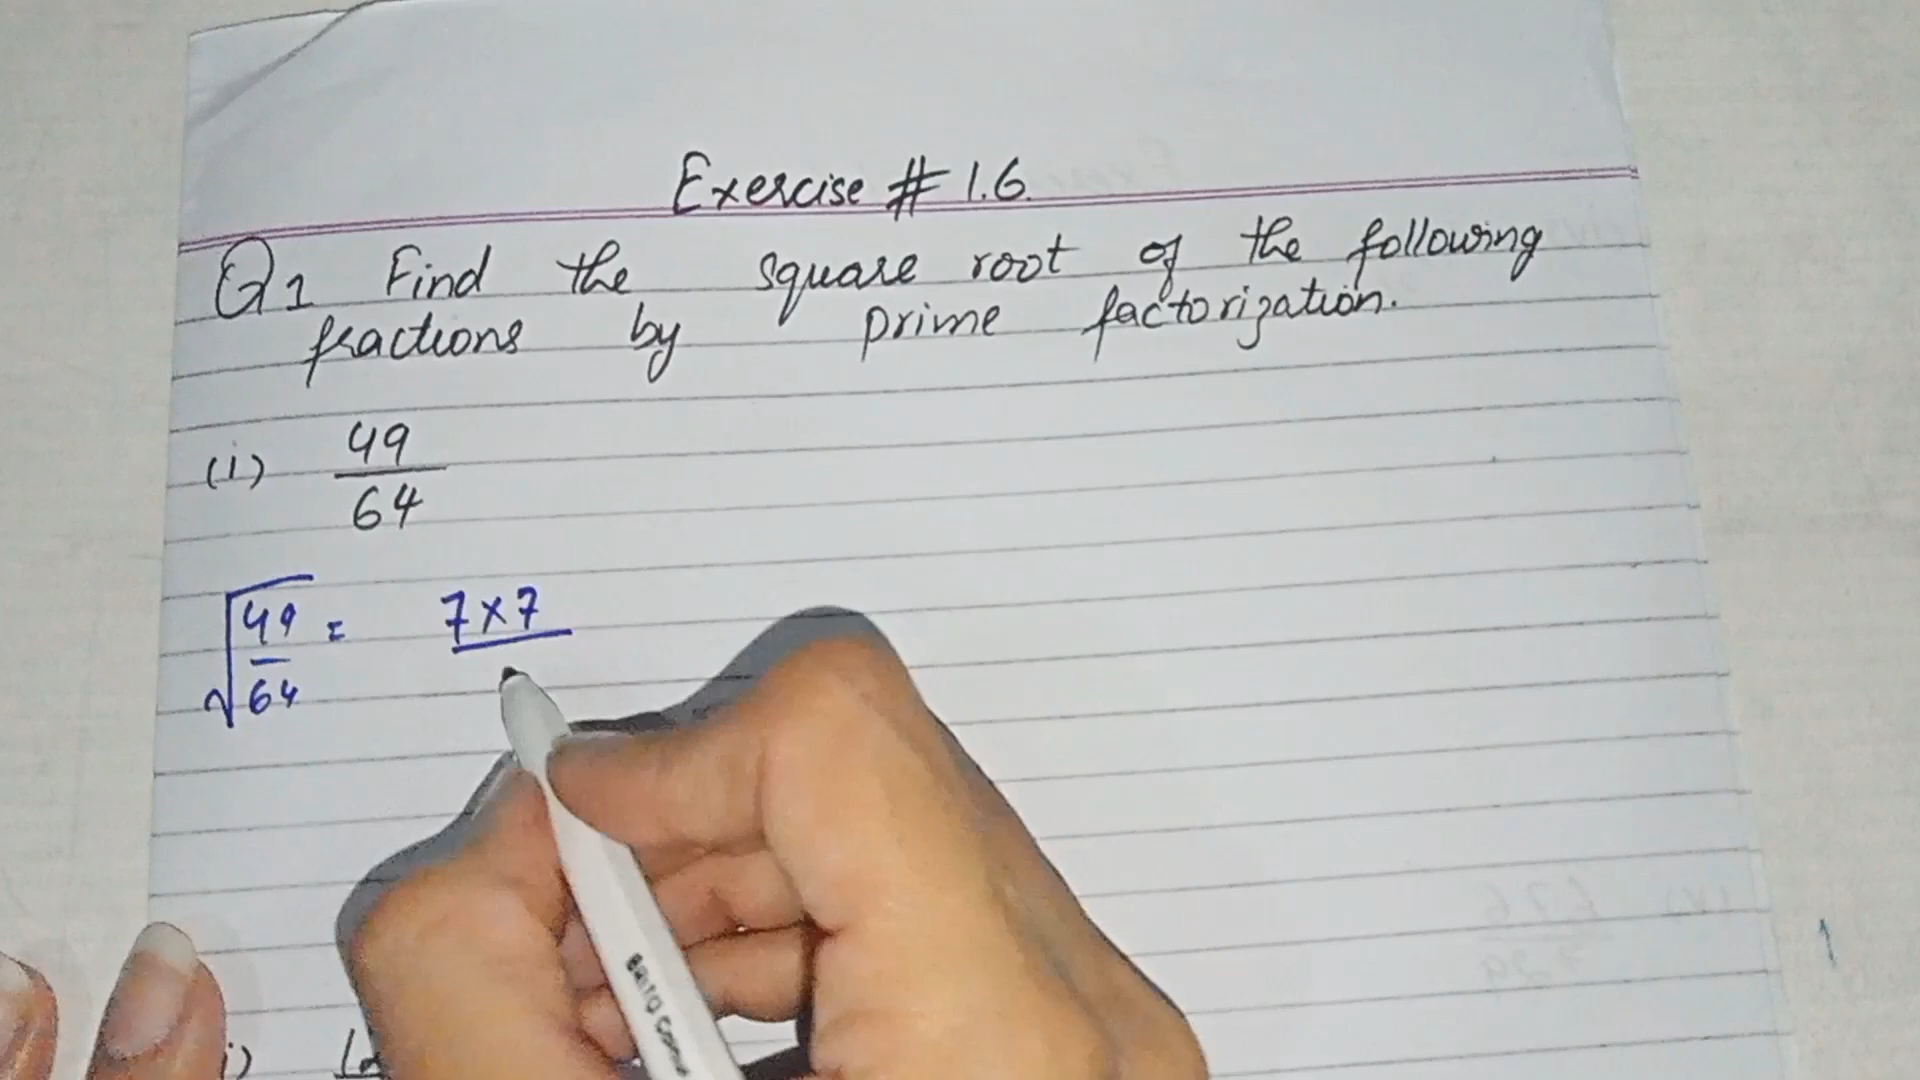 Exercise # 1.6.
Q1 Find the square root of the following
fractions by prime factorization.
(i) 49
64
√49 = 7×7
64